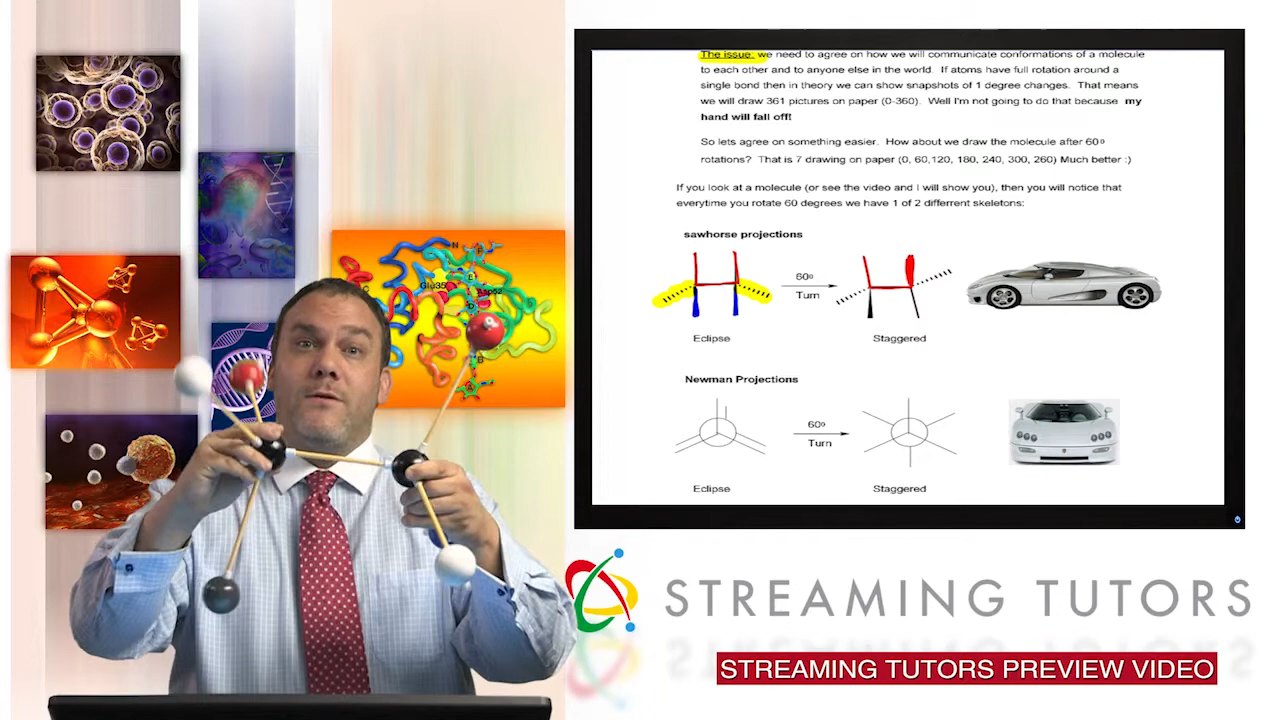 The issue: we need to agree on how we will communicate conformations of a molecule
to each other and to anyone else in the world. If atoms have full rotation around a
single bond then in theory we can show snapshots of 1 degree changes. That means
we will draw 361 pictures on paper (0-360). Well I'm not going to do that because my
hand will fall off!
So lets agree on something easier. How about we draw the molecule after 60º
rotations? That is 7 drawing on paper (0, 60,120, 180, 240, 300, 260) Much better :)
If you look at a molecule (or see the video and I will show you), then you will notice that
everytime you rotate 60 degrees we have 1 of 2 differrent skeletons:
sawhorse projections
60º
Turn
Eclipse
Staggered
Newman Projections
60º
Turn
Eclipse
Staggered
N
F
E
C
Glu35
Asp52
D
B
A
STREAMING TUTORS
STREAMING TUTORS PREVIEW VIDEO